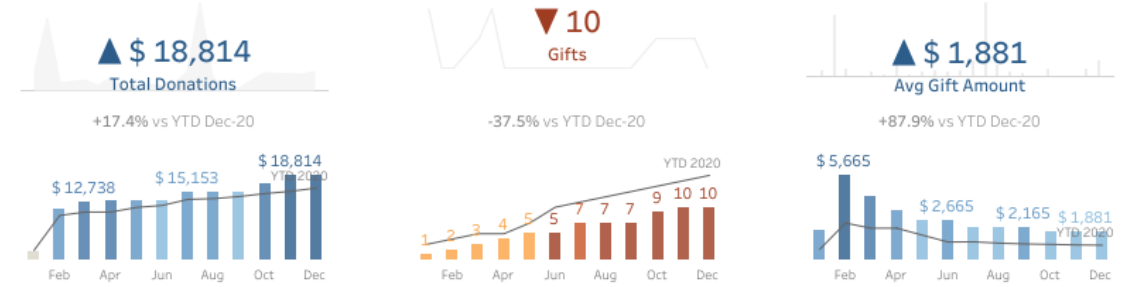 ▲ $ 18,814
Total Donations
+17.4% vs YTD Dec-20
$ 12,738
$ 15,153
$ 18,814
YTD 2020
Feb Apr Jun Aug Oct Dec
▼ 10
Gifts
-37.5% vs YTD Dec-20
YTD 2020
1 2 3 4 5 5 7 7 7 9 10 10
Feb Apr Jun Aug Oct Dec
▲ $ 1,881
Avg Gift Amount
+87.9% vs YTD Dec-20
$ 5,665
$ 2,665
$ 2,165
$ 1,881
YTD 2020
Feb Apr Jun Aug Oct Dec